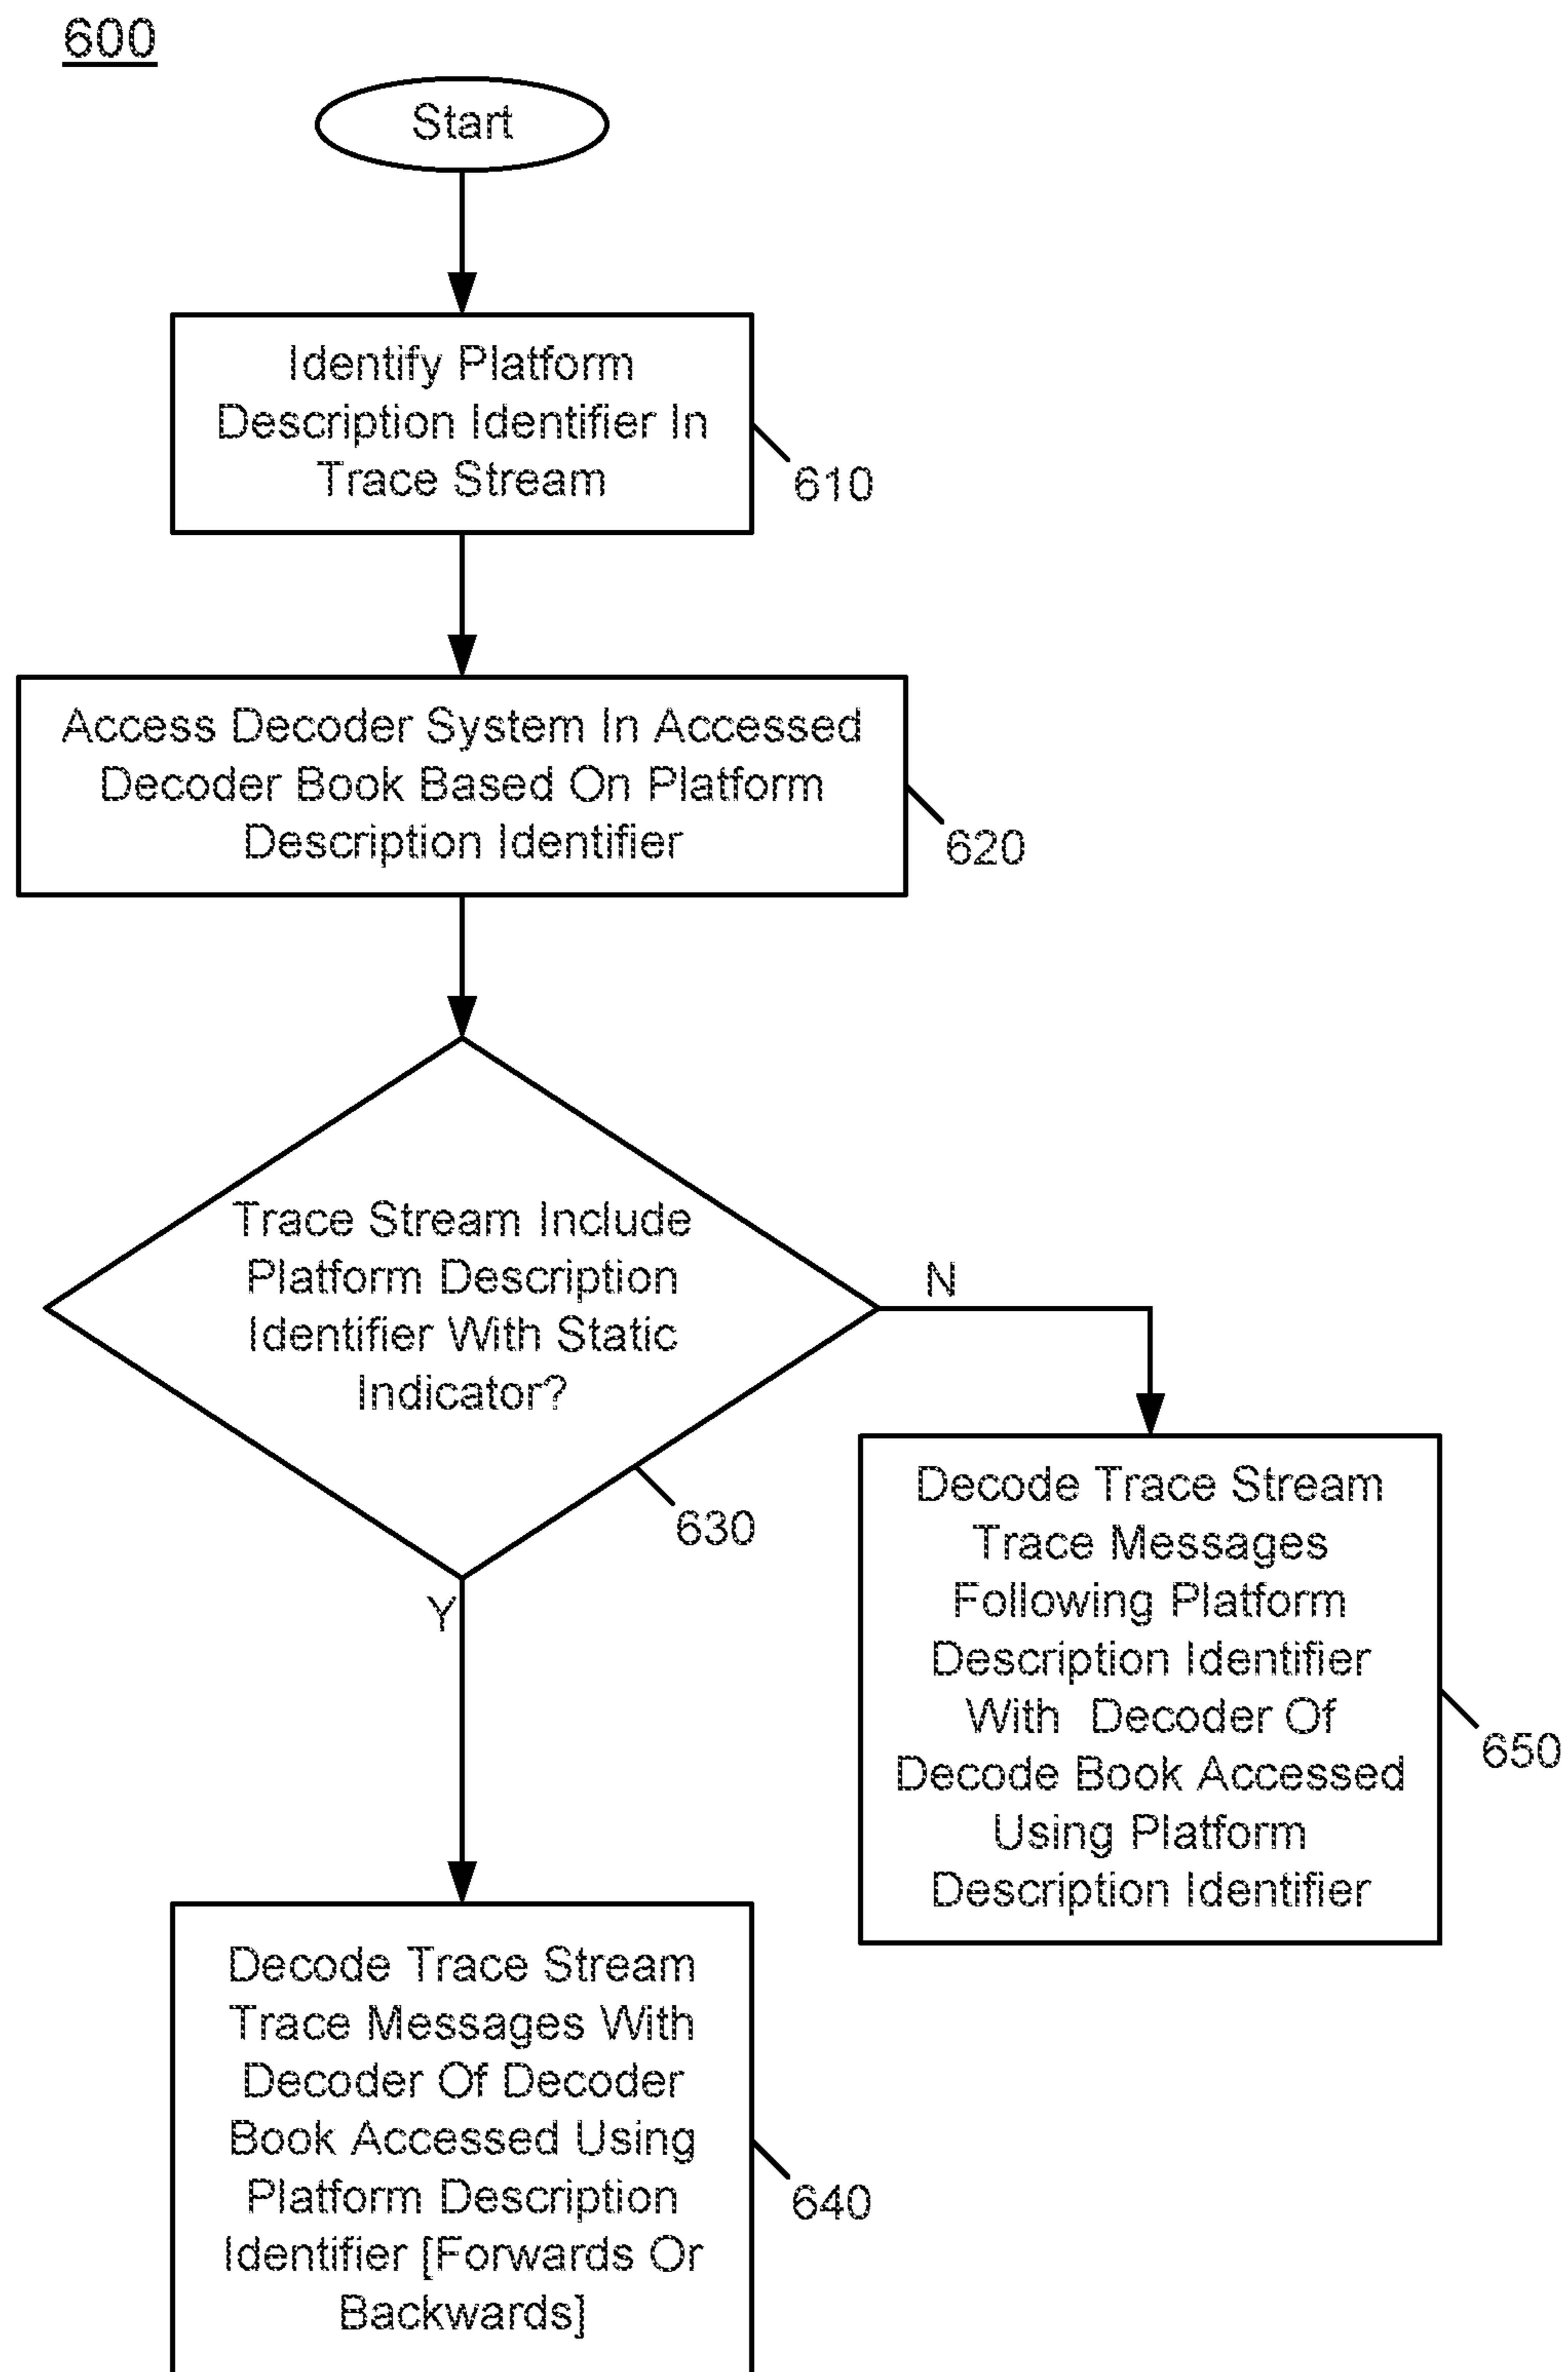 600
Start
Identify Platform
Description Identifier In
Trace Stream
610
Access Decoder System In Accessed
Decoder Book Based On Platform
Description Identifier
620
Trace Stream Include
Platform Description
Identifier With Static
Indicator?
630
N
Y
Decode Trace Stream
Trace Messages
Following Platform
Description Identifier
With Decoder Of
Decode Book Accessed
Using Platform
Description Identifier
650
Decode Trace Stream
Trace Messages With
Decoder Of Decoder
Book Accessed Using
Platform Description
Identifier [Forwards Or
Backwards]
640